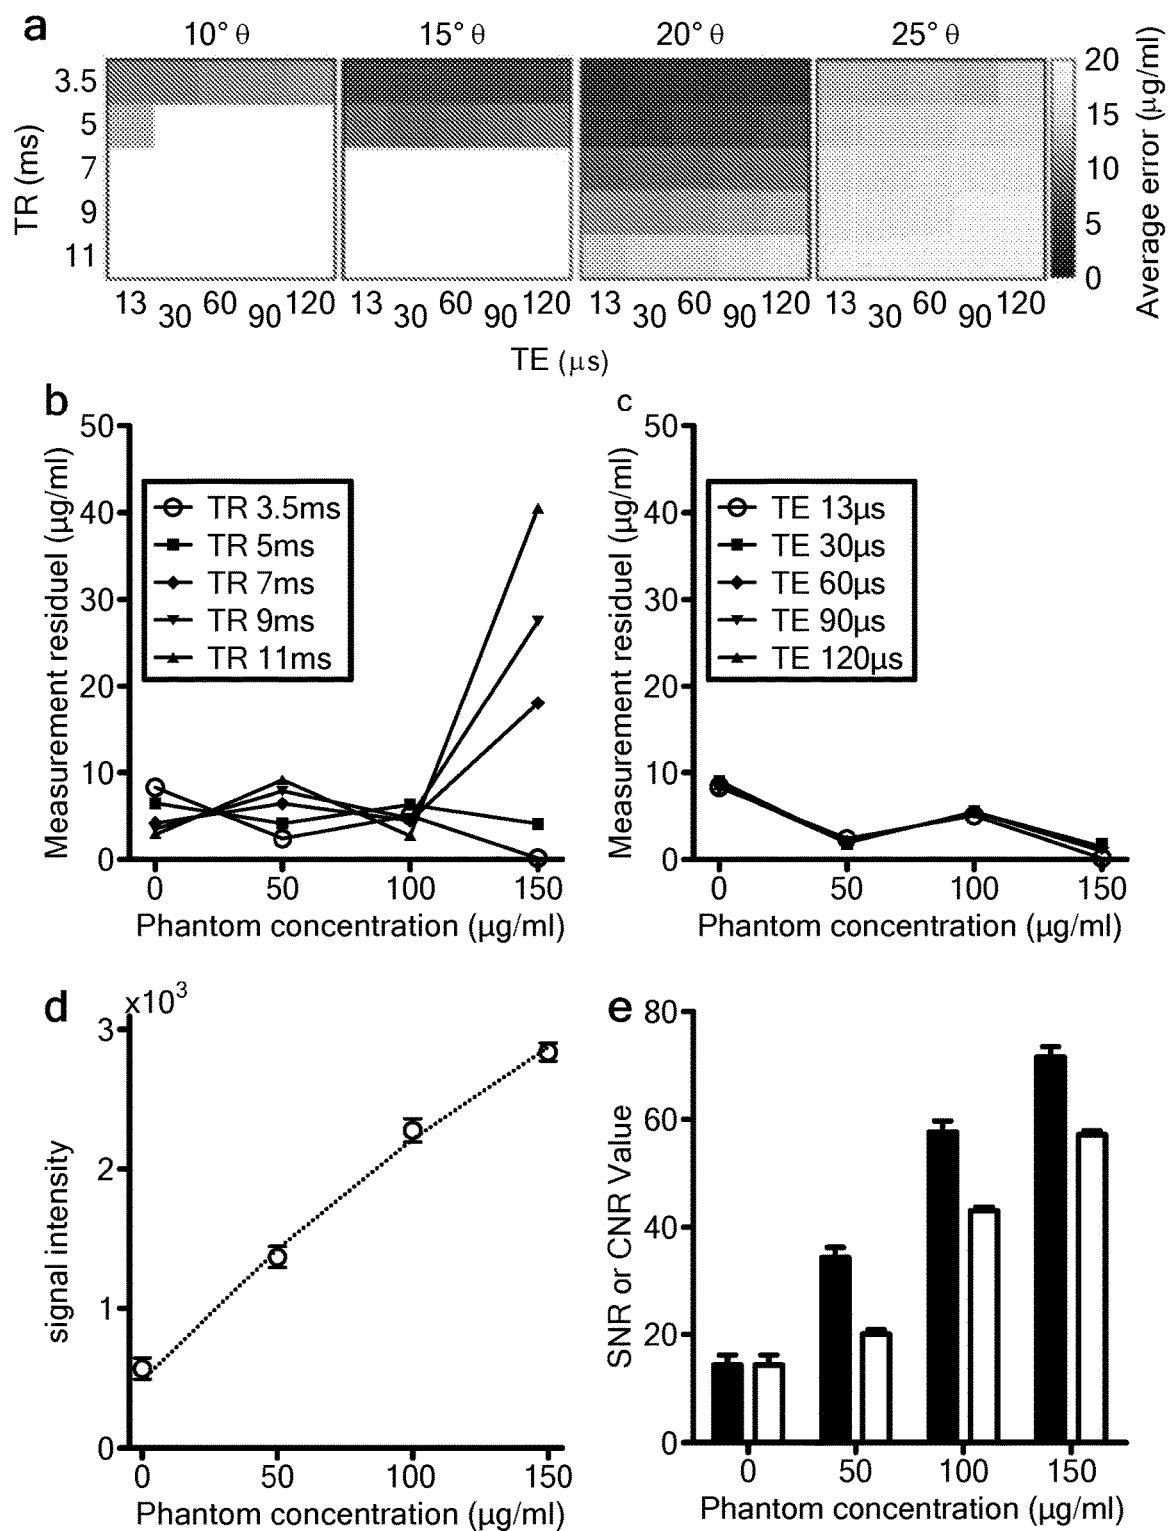 a
10° θ 15° θ 20° θ 25° θ
TR (ms)
3.5
5
7
9
11
13 30 60 90 120 13 30 60 90 120 13 30 60 90 120 13 30 60 90 120
TE (μs)
20
15
10
5
0
Average error (μg/ml)
b
Measurement residuel (μg/ml)
50
40
30
20
10
0
TR 3.5ms
TR 5ms
TR 7ms
TR 9ms
TR 11ms
0 50 100 150
Phantom concentration (μg/ml)
c
Measurement residuel (μg/ml)
50
40
30
20
10
0
TE 13μs
TE 30μs
TE 60μs
TE 90μs
TE 120μs
0 50 100 150
Phantom concentration (μg/ml)
d
x10³
signal intensity
3
2
1
0
0 50 100 150
Phantom concentration (μg/ml)
e
SNR or CNR Value
80
60
40
20
0
0 50 100 150
Phantom concentration (μg/ml)